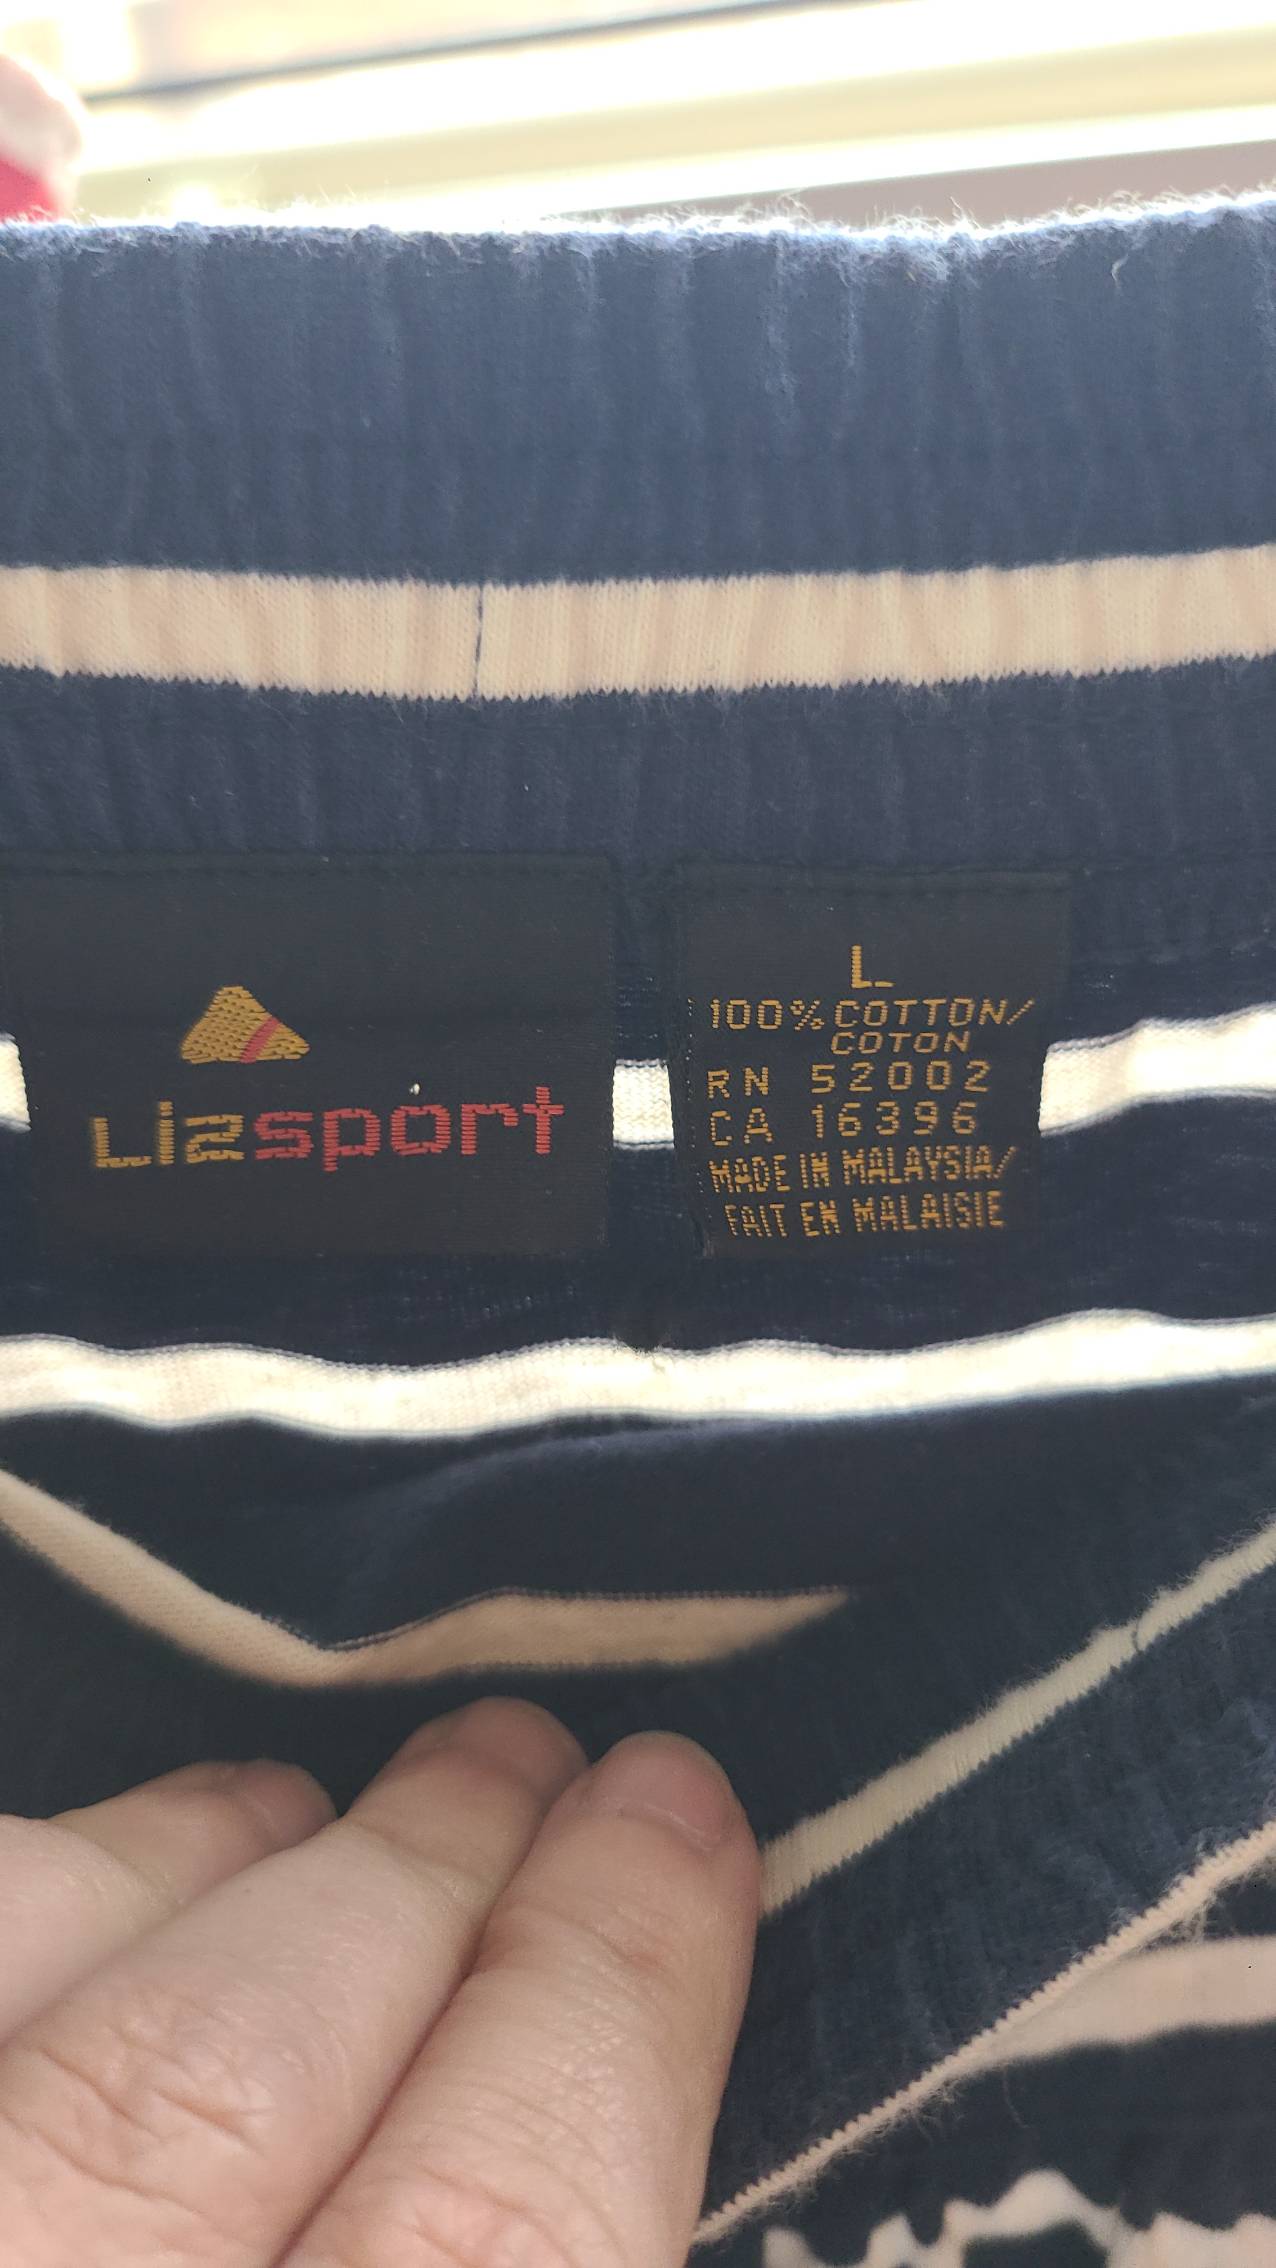 Lizsport
L
100% COTTON/
COTON
RN 52002
CA 16396
MADE IN MALAYSIA/
FAIT EN MALAISIE